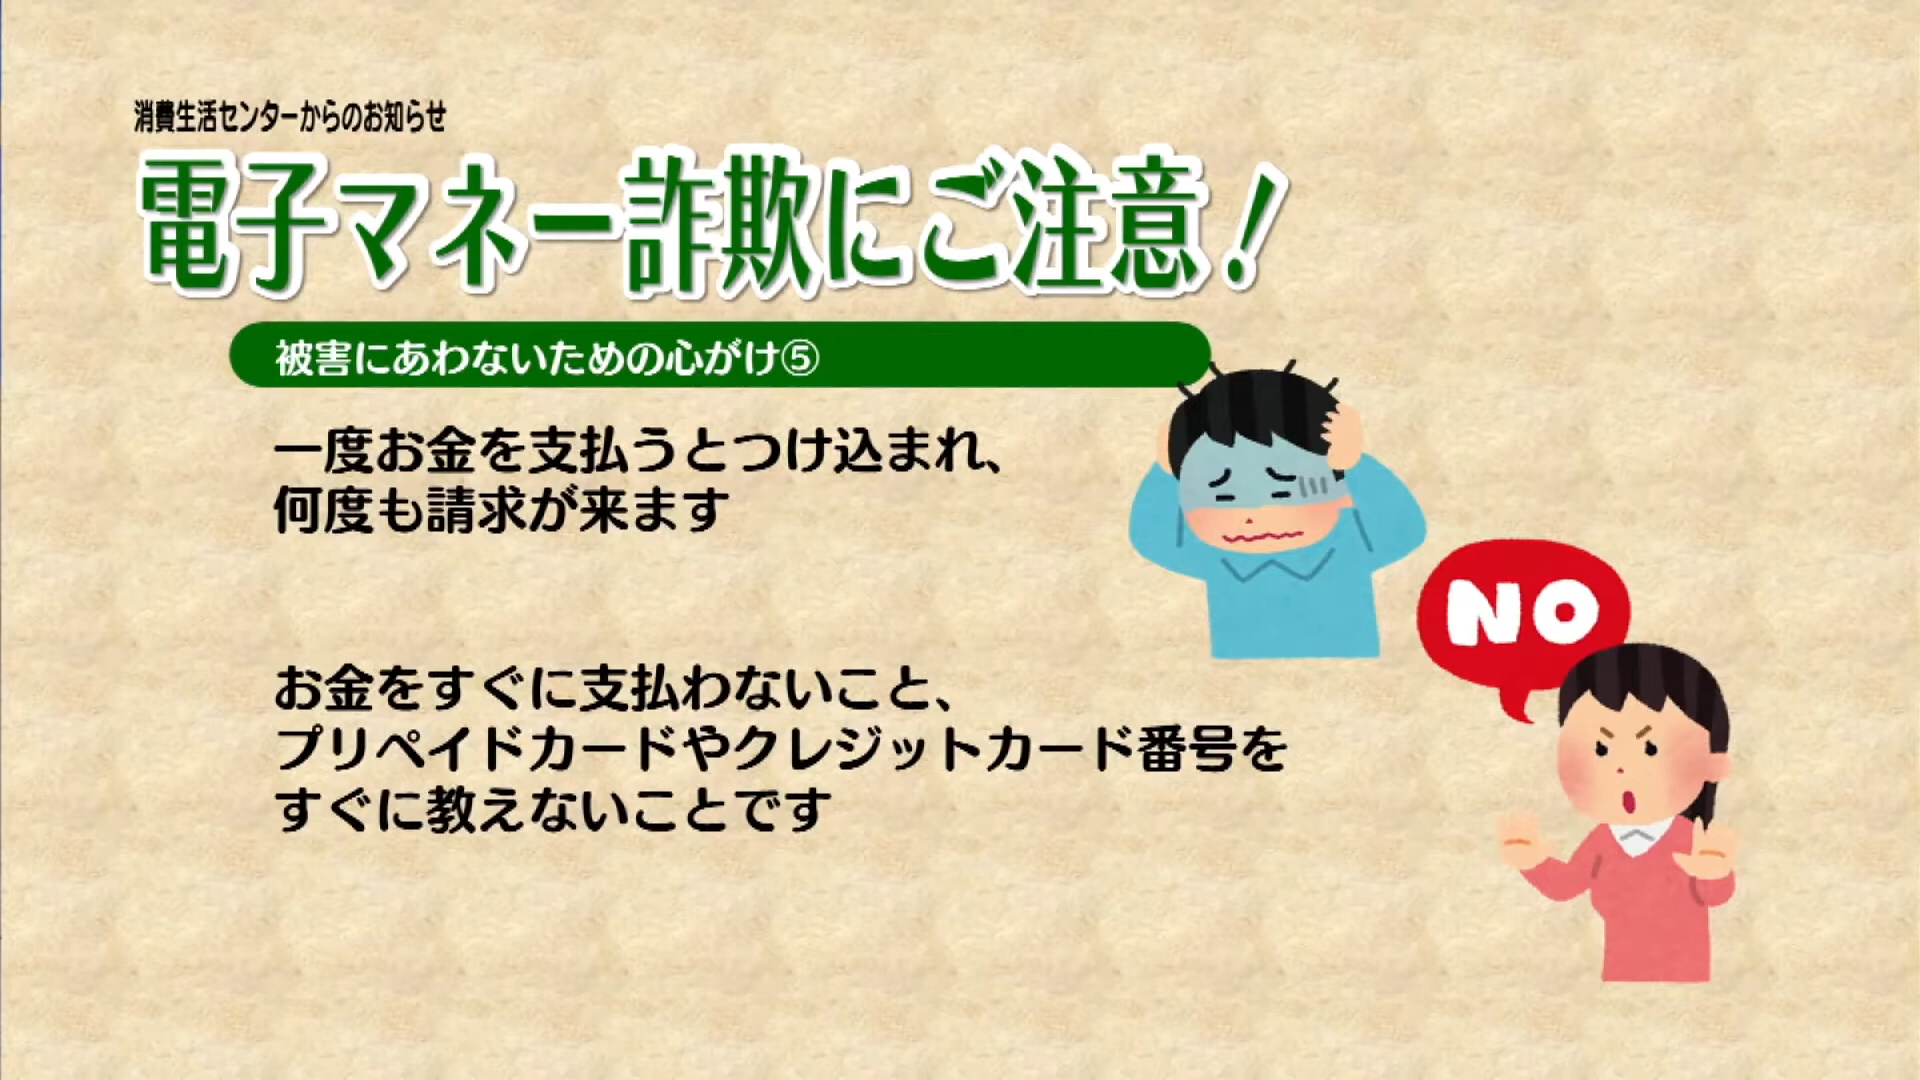 消費生活センターからのお知らせ
電子マネー詐欺にご注意！
被害にあわないための心がけ⑤
一度お金を支払うとつけ込まれ、
何度も請求が来ます
NO
お金をすぐに支払わないこと、
プリペイドカードやクレジットカード番号を
すぐに教えないことです